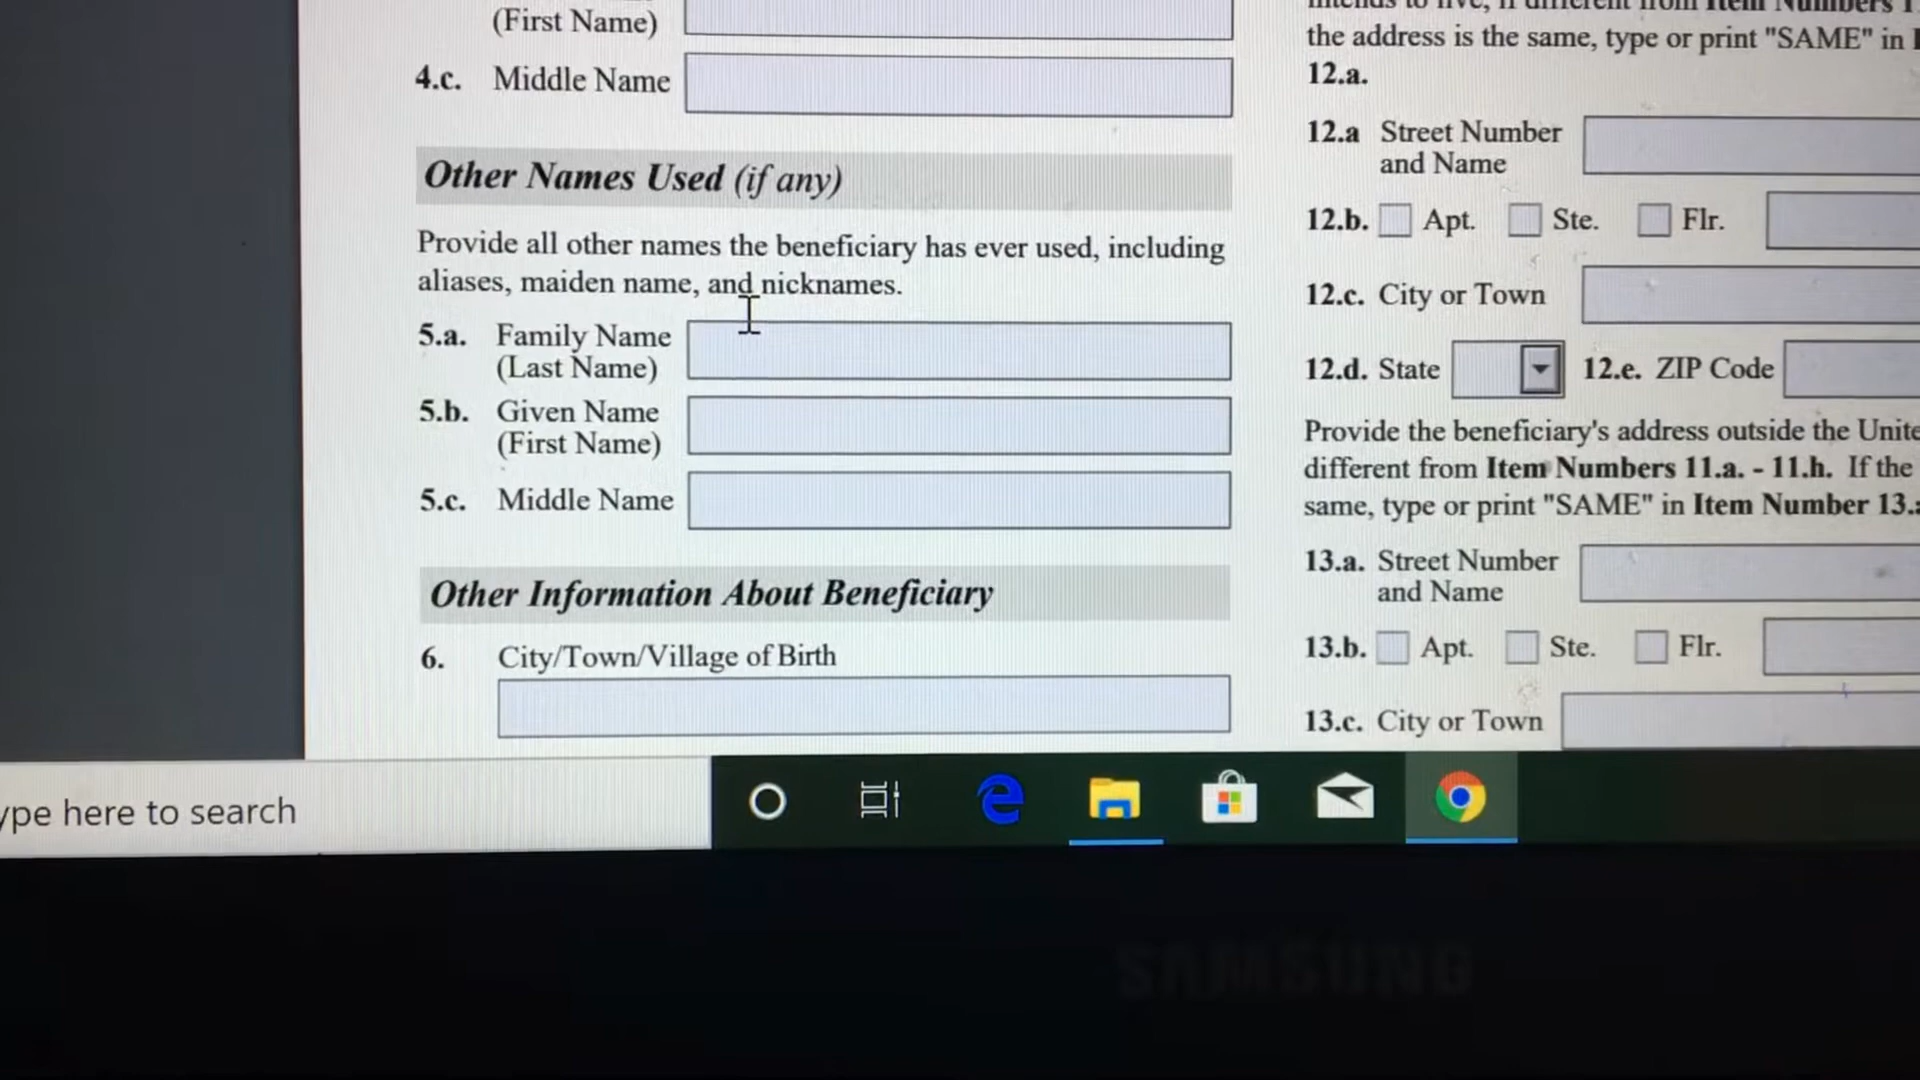 (First Name)
4.c. Middle Name
Other Names Used (if any)
Provide all other names the beneficiary has ever used, including
aliases, maiden name, and nicknames.
5.a. Family Name
(Last Name)
5.b. Given Name
(First Name)
5.c. Middle Name
Other Information About Beneficiary
6. City/Town/Village of Birth
the address is the same, type or print "SAME" in
12.a.
12.a Street Number
and Name
12.b. Apt. Ste. Flr.
12.c. City or Town
12.d. State 12.e. ZIP Code
Provide the beneficiary's address outside the Unite
different from Item Numbers 11.a. - 11.h. If the
same, type or print "SAME" in Item Number 13.
13.a. Street Number
and Name
13.b. Apt. Ste. Flr.
13.c. City or Town
ype here to search
SAMSUNG